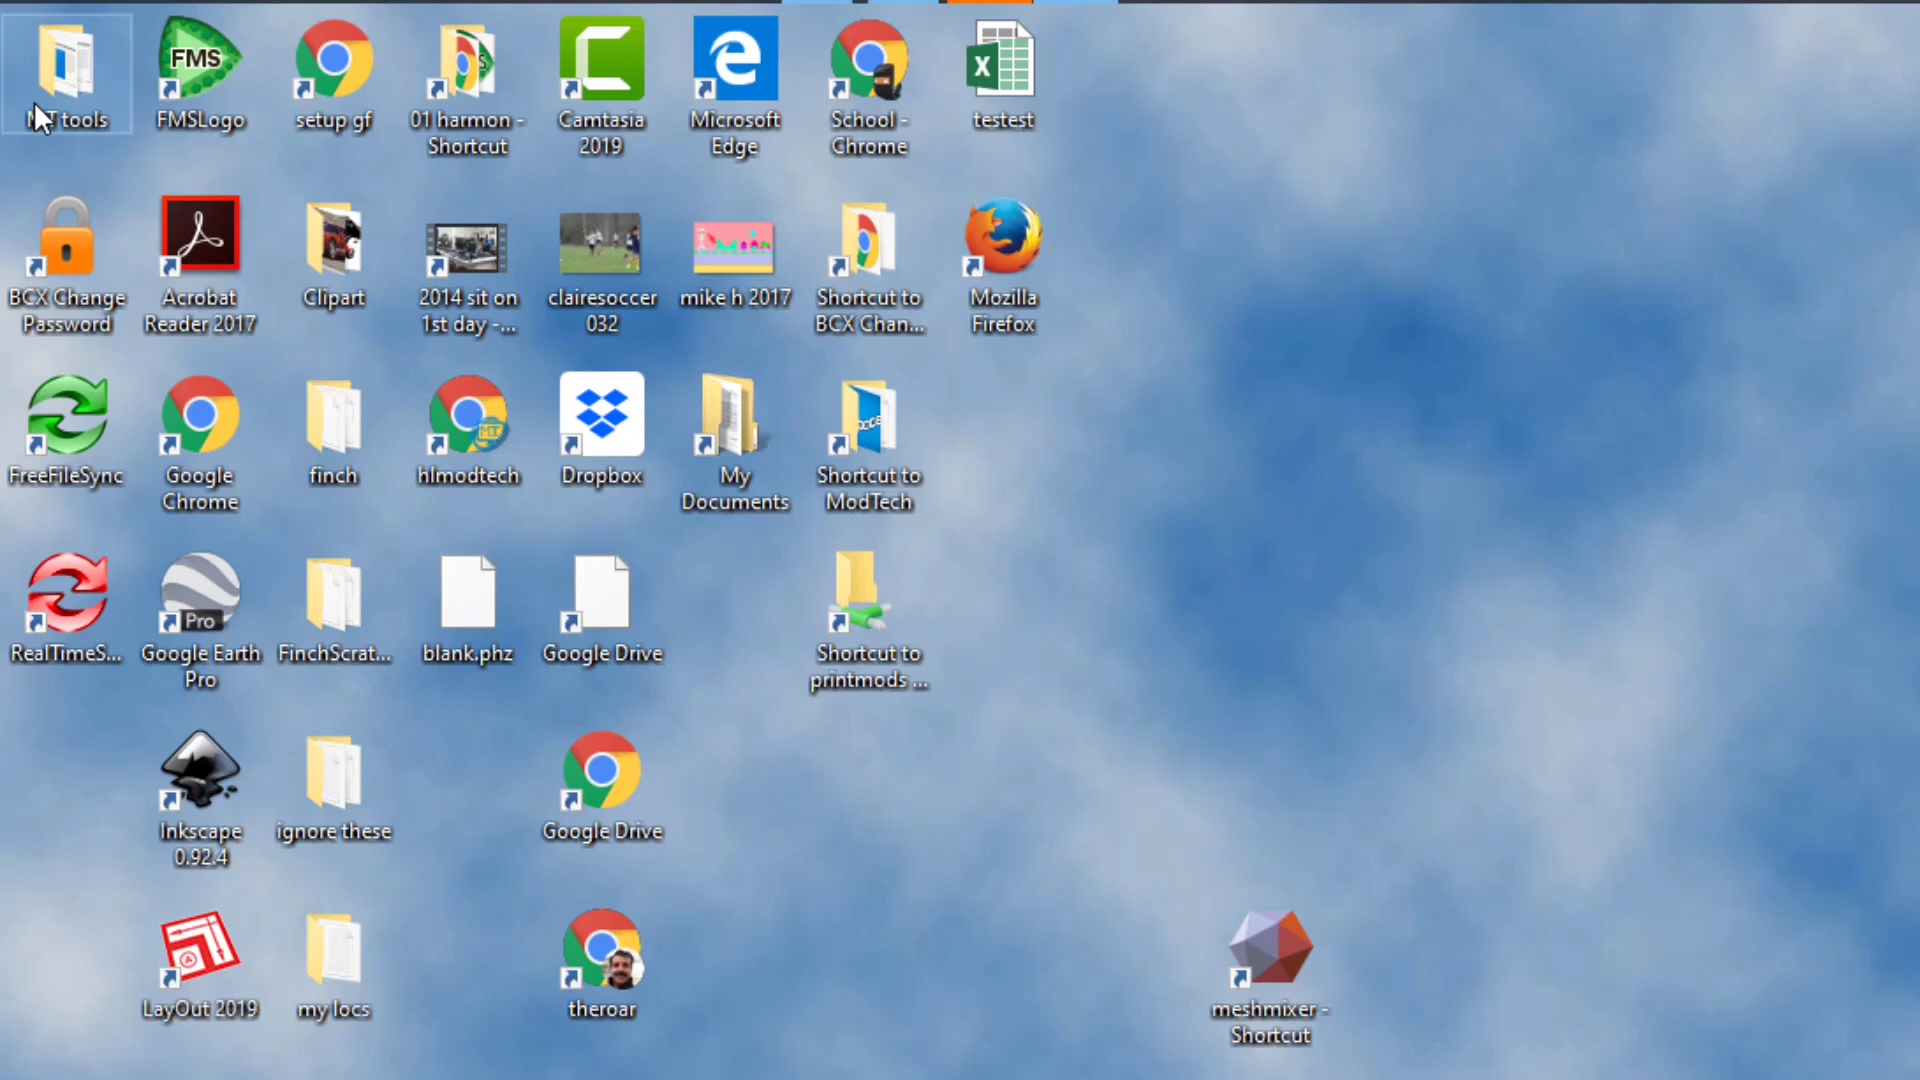 tools
FMS
FMSLogo
setup gf
01 harmon -
Shortcut
Camtasia
2019
Microsoft
Edge
School -
Chrome
testest
BCX Change
Password
Acrobat
Reader 2017
Clipart
2014 sit on
1st day -...
clairesoccer
032
mike h 2017
Shortcut to
BCX Chan...
Mozilla
Firefox
FreeFileSync
Google
Chrome
finch
MT
hlmodtech
Dropbox
My
Documents
Shortcut to
ModTech
RealTimeS...
Pro
Google Earth
Pro
FinchScrat...
blank.phz
Google Drive
Shortcut to
printmods ...
Inkscape
0.92.4
ignore these
Google Drive
A
LayOut 2019
my locs
theroar
meshmixer -
Shortcut